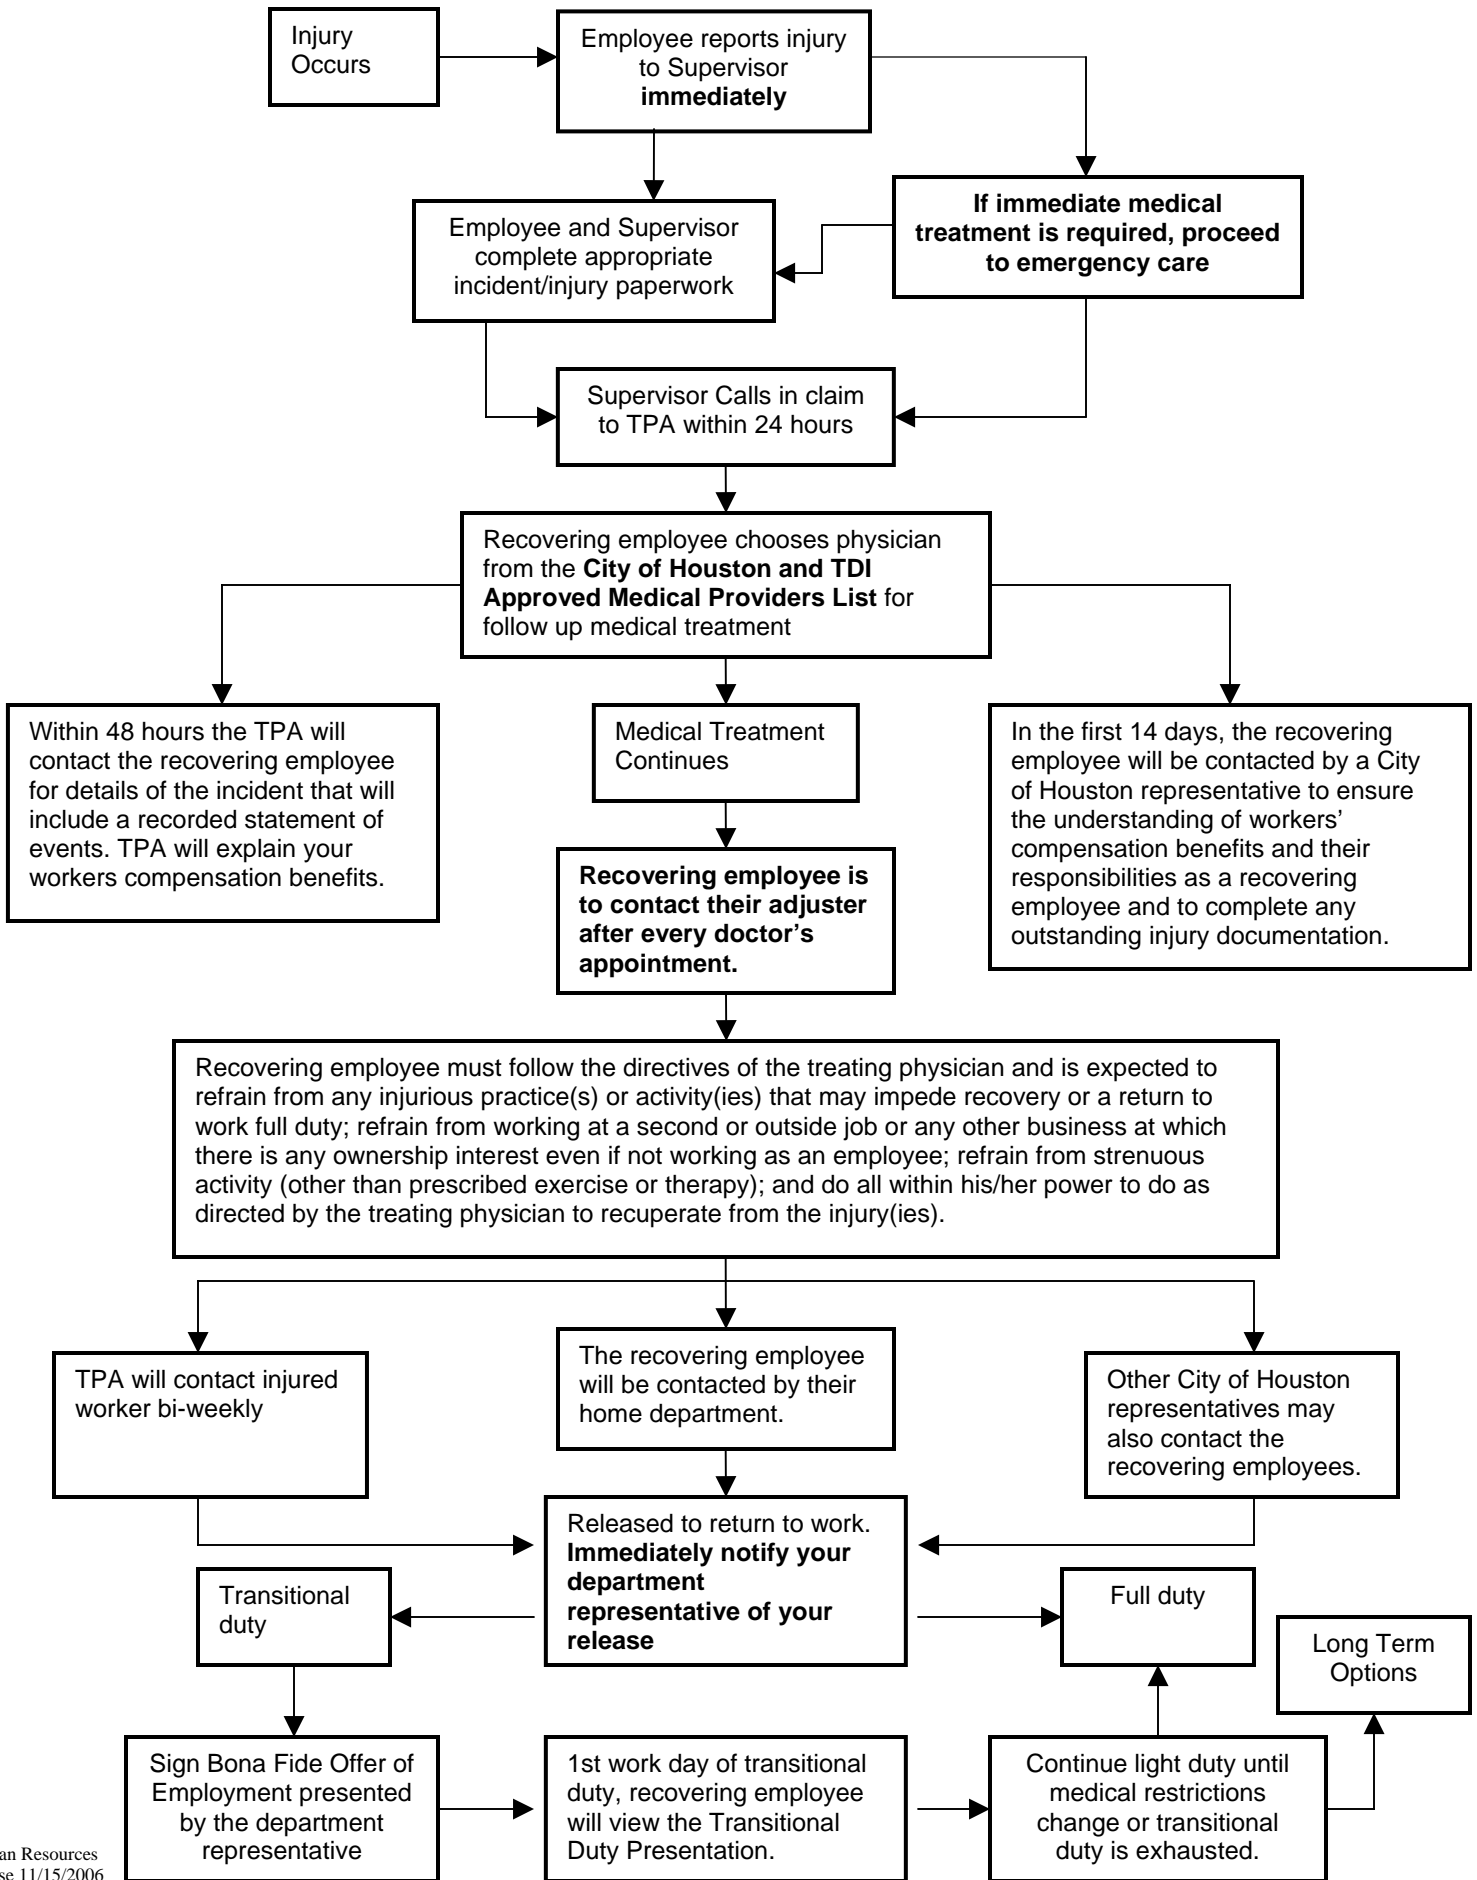 Injury
Occurs
Employee reports injury
to Supervisor
immediately
If immediate medical
treatment is required, proceed
to emergency care
Employee and Supervisor
complete appropriate
incident/injury paperwork
Supervisor Calls in claim
to TPA within 24 hours
Recovering employee chooses physician
from the City of Houston and TDI
Approved Medical Providers List for
follow up medical treatment
Within 48 hours the TPA will
contact the recovering employee
for details of the incident that will
include a recorded statement of
events. TPA will explain your
workers compensation benefits.
Medical Treatment
Continues
In the first 14 days, the recovering
employee will be contacted by a City
of Houston representative to ensure
the understanding of workers’
compensation benefits and their
responsibilities as a recovering
employee and to complete any
outstanding injury documentation.
Recovering employee is
to contact their adjuster
after every doctor’s
appointment.
Recovering employee must follow the directives of the treating physician and is expected to
refrain from any injurious practice(s) or activity(ies) that may impede recovery or a return to
work full duty; refrain from working at a second or outside job or any other business at which
there is any ownership interest even if not working as an employee; refrain from strenuous
activity (other than prescribed exercise or therapy); and do all within his/her power to do as
directed by the treating physician to recuperate from the injury(ies).
TPA will contact injured
worker bi-weekly
The recovering employee
will be contacted by their
home department.
Other City of Houston
representatives may
also contact the
recovering employees.
Released to return to work.
Immediately notify your
department
representative of your
release
Transitional
duty
Full duty
Long Term
Options
Sign Bona Fide Offer of
Employment presented
by the department
representative
1st work day of transitional
duty, recovering employee
will view the Transitional
Duty Presentation.
Continue light duty until
medical restrictions
change or transitional
duty is exhausted.
an Resources
se 11/15/2006